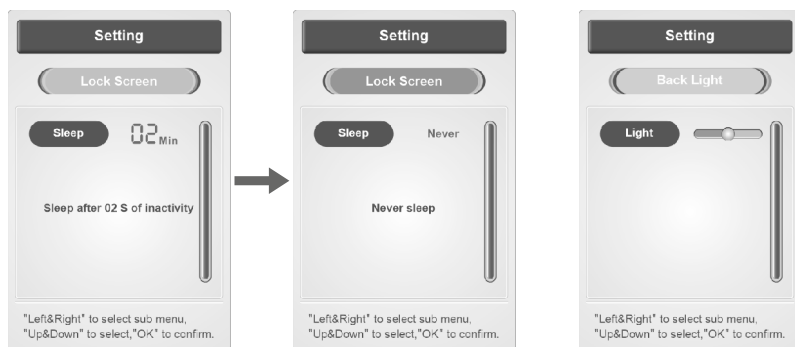 Setting
Lock Screen
Sleep
02 Min
Sleep after 02 S of inactivity
"Left&Right" to select sub menu,
"Up&Down" to select,"OK" to confirm.
Setting
Lock Screen
Sleep
Never
Never sleep
"Left&Right" to select sub menu,
"Up&Down" to select,"OK" to confirm.
Setting
Back Light
Light
"Left&Right" to select sub menu,
"Up&Down" to select,"OK" to confirm.